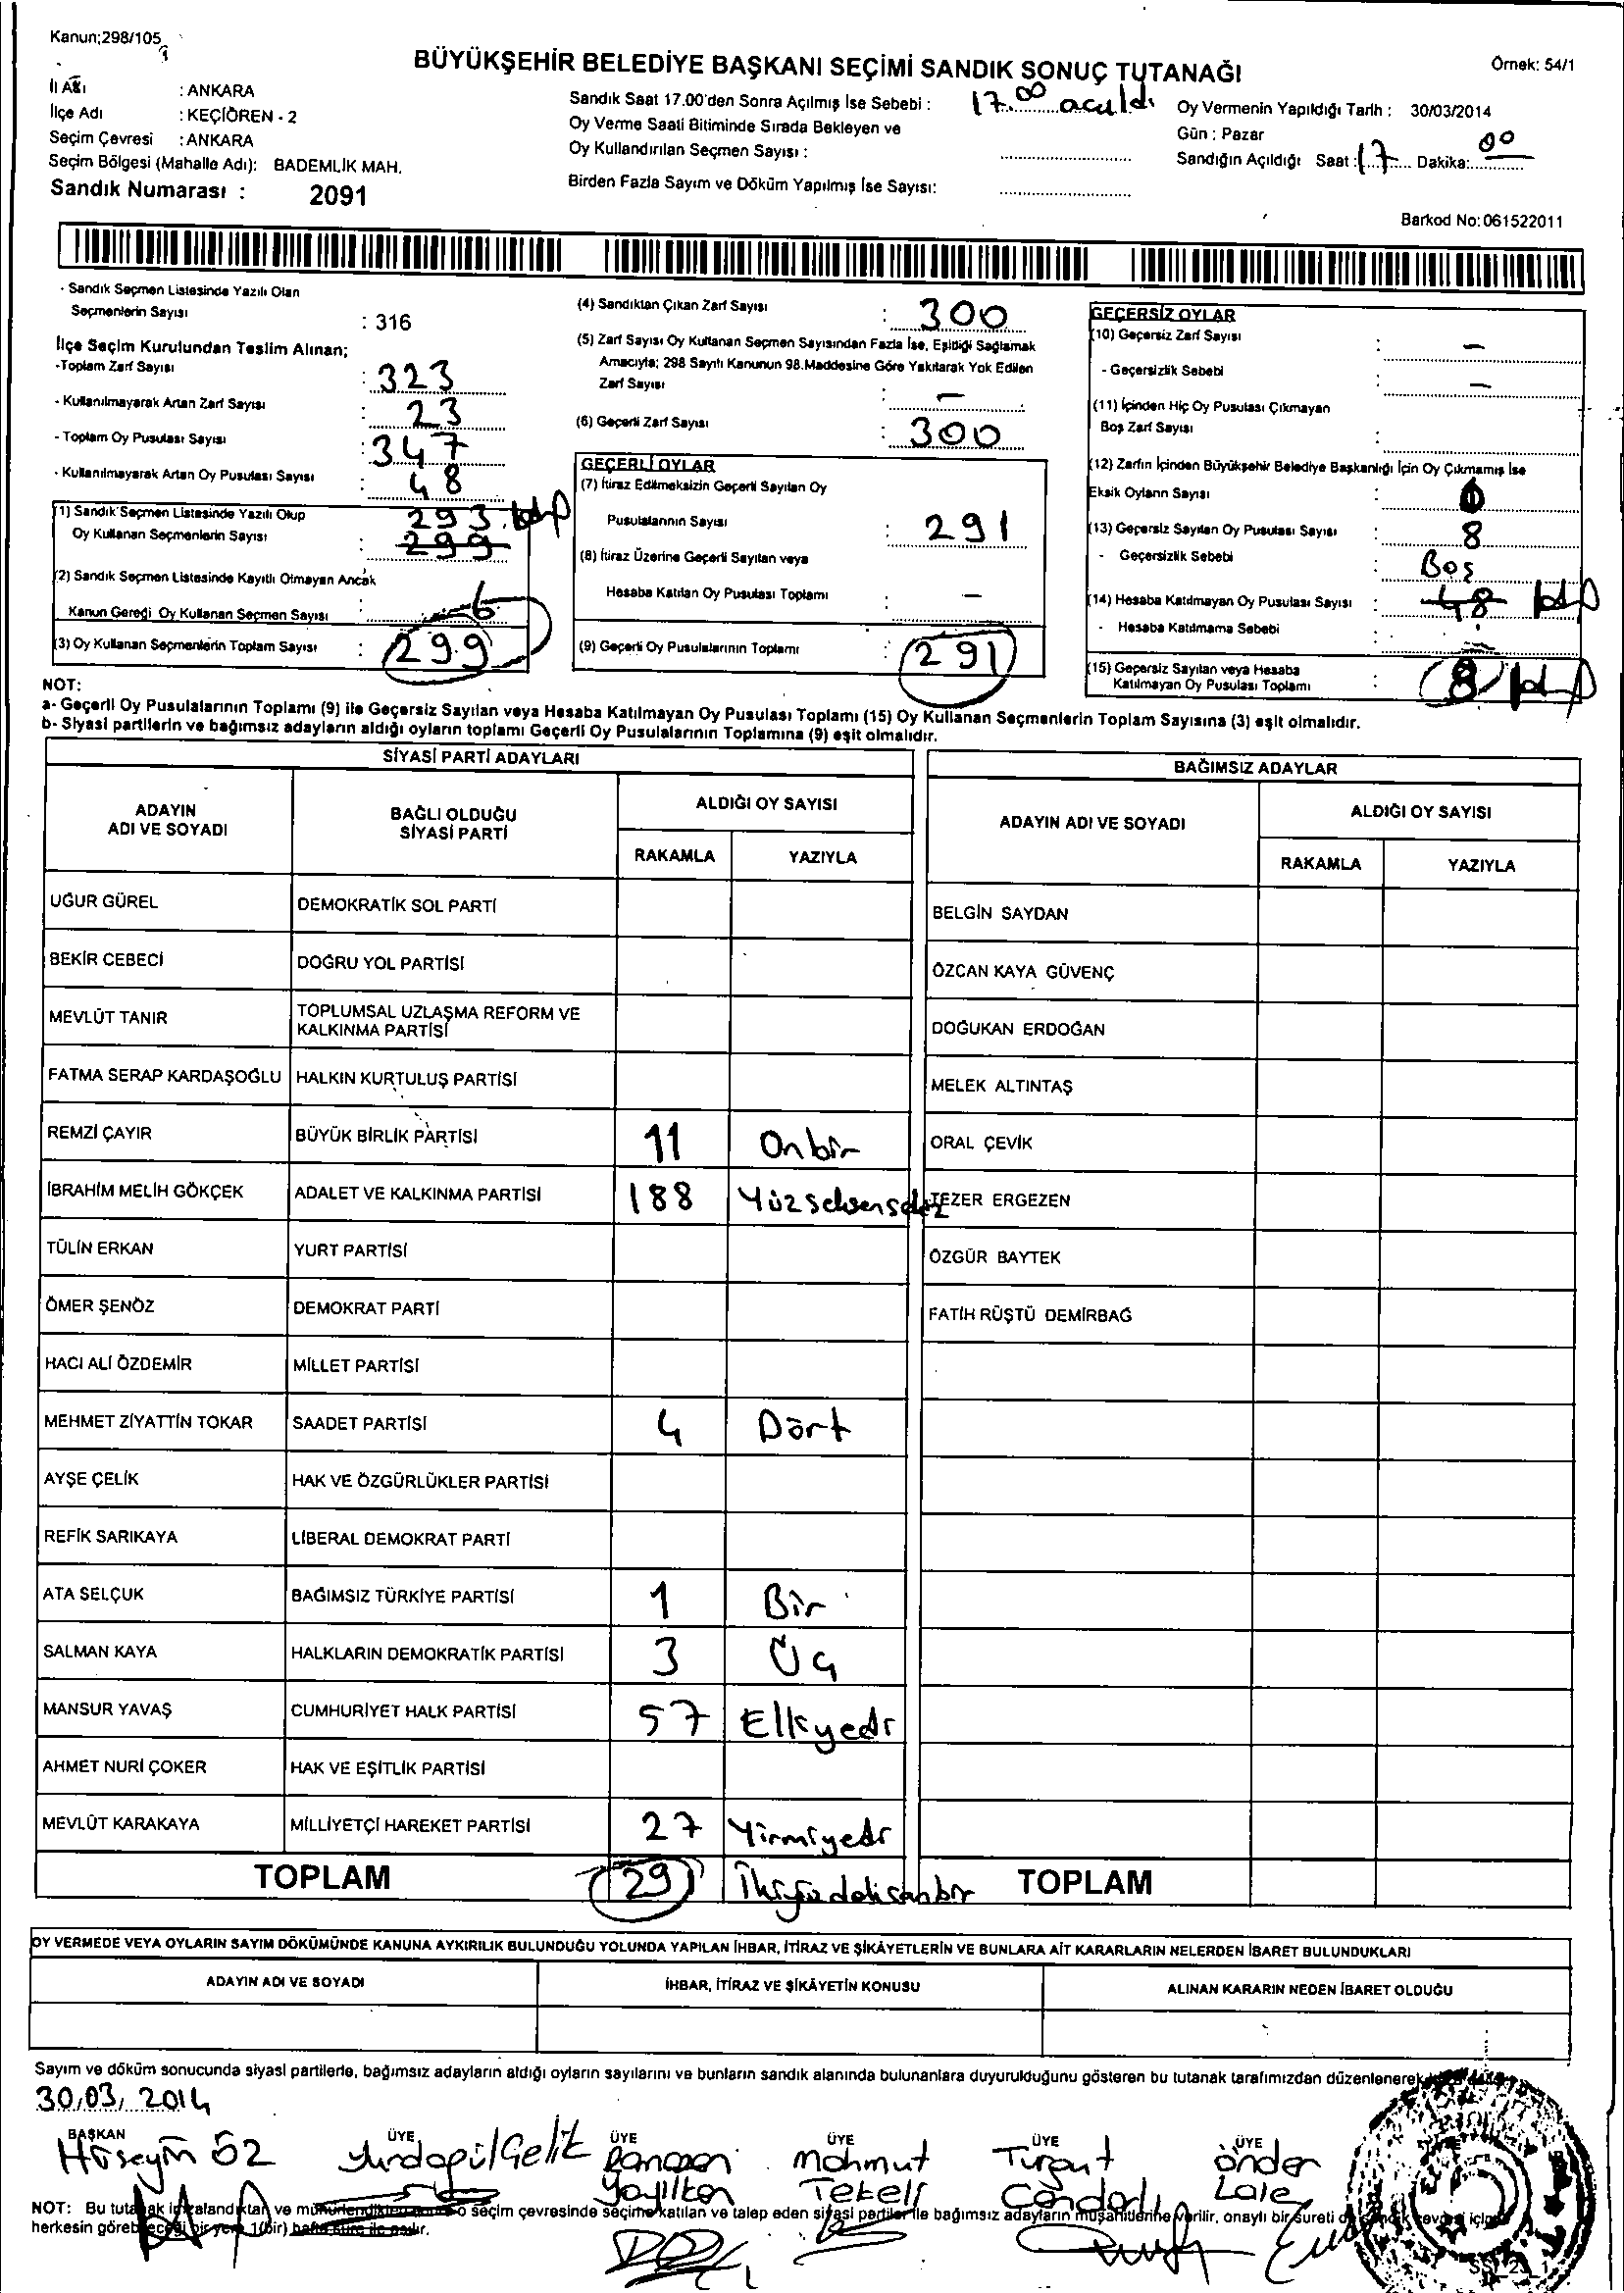 Kanun;298/105
BÜYÜKŞEHİR BELEDİYE BAŞKANI SEÇİMİ SANDIK SONUÇ TUTANAĞI
Örnek: 54/1
İl Adı : ANKARA
İlçe Adı : KEÇİÖREN - 2
Seçim Çevresi : ANKARA
Seçim Bölgesi (Mahalle Adı): BADEMLİK MAH.
Sandık Numarası : 2091
Sandık Saat 17.00'den Sonra Açılmış İse Sebebi : 17.00 açıldı
Oy Verme Saati Bitiminde Sırada Bekleyen ve
Oy Kullandırılan Seçmen Sayısı :
Birden Fazla Sayım ve Döküm Yapılmış İse Sayısı:
Oy Vermenin Yapıldığı Tarih : 30/03/2014
Gün : Pazar
Sandığın Açıldığı Saat : 17 Dakika: 00
Barkod No: 061522011
- Sandık Seçmen Listesinde Yazılı Olan
Seçmenlerin Sayısı : 316
İlçe Seçim Kurulundan Teslim Alınan;
-Toplam Zarf Sayısı : 323
- Kullanılmayarak Artan Zarf Sayısı : 23
- Toplam Oy Pusulası Sayısı : 347
- Kullanılmayarak Artan Oy Pusulası Sayısı : 48
(1) Sandık Seçmen Listesinde Yazılı Olup 293
Oy Kullanan Seçmenlerin Sayısı : 299
(2) Sandık Seçmen Listesinde Kayıtlı Olmayan Ancak
Kanun Gereği Oy Kullanan Seçmen Sayısı : 6
(3) Oy Kullanan Seçmenlerin Toplam Sayısı : 299
(4) Sandıktan Çıkan Zarf Sayısı : 300
(5) Zarf Sayısı Oy Kullanan Seçmen Sayısından Fazla İse, Eşitliği Sağlamak
Amacıyla; 298 Sayılı Kanunun 98.Maddesine Göre Yakılarak Yok Edilen
Zarf Sayısı : -
(6) Geçerli Zarf Sayısı : 300
GEÇERLİ OYLAR
(7) İtiraz Edilmeksizin Geçerli Sayılan Oy
Pusulalarının Sayısı : 291
(8) İtiraz Üzerine Geçerli Sayılan veya
Hesaba Katılan Oy Pusulası Toplamı : -
(9) Geçerli Oy Pusulalarının Toplamı : 291
GEÇERSİZ OYLAR
(10) Geçersiz Zarf Sayısı : -
- Geçersizlik Sebebi : -
(11) İçinden Hiç Oy Pusulası Çıkmayan
Boş Zarf Sayısı :
(12) Zarfın İçinden Büyükşehir Belediye Başkanlığı İçin Oy Çıkmamış İse
Eksik Oyların Sayısı :
(13) Geçersiz Sayılan Oy Pusulası Sayısı : 8
- Geçersizlik Sebebi : Boş
(14) Hesaba Katılmayan Oy Pusulası Sayısı : 48
- Hesaba Katılmama Sebebi :
(15) Geçersiz Sayılan veya Hesaba
Katılmayan Oy Pusulası Toplamı : 8
NOT:
a- Geçerli Oy Pusulalarının Toplamı (9) ile Geçersiz Sayılan veya Hesaba Katılmayan Oy Pusulası Toplamı (15) Oy Kullanan Seçmenlerin Toplam Sayısına (3) eşit olmalıdır.
b- Siyasi partilerin ve bağımsız adayların aldığı oyların toplamı Geçerli Oy Pusulalarının Toplamına (9) eşit olmalıdır.
SİYASİ PARTİ ADAYLARI
ADAYIN ADI VE SOYADI
BAĞLI OLDUĞU SİYASİ PARTİ
ALDIĞI OY SAYISI
RAKAMLA YAZIYLA
UĞUR GÜREL DEMOKRATİK SOL PARTİ
BEKİR CEBECİ DOĞRU YOL PARTİSİ
MEVLÜT TANIR TOPLUMSAL UZLAŞMA REFORM VE KALKINMA PARTİSİ
FATMA SERAP KARDAŞOĞLU HALKIN KURTULUŞ PARTİSİ
REMZİ ÇAYIR BÜYÜK BİRLİK PARTİSİ 11 Onbir
İBRAHİM MELİH GÖKÇEK ADALET VE KALKINMA PARTİSİ 188 Yüzseksensekiz
TÜLİN ERKAN YURT PARTİSİ
ÖMER ŞENÖZ DEMOKRAT PARTİ
HACI ALİ ÖZDEMİR MİLLET PARTİSİ
MEHMET ZİYATTİN TOKAR SAADET PARTİSİ 4 Dört
AYŞE ÇELİK HAK VE ÖZGÜRLÜKLER PARTİSİ
REFİK SARIKAYA LİBERAL DEMOKRAT PARTİ
ATA SELÇUK BAĞIMSIZ TÜRKİYE PARTİSİ 1 Bir
SALMAN KAYA HALKLARIN DEMOKRATİK PARTİSİ 3 Üç
MANSUR YAVAŞ CUMHURİYET HALK PARTİSİ 57 Elliyedi
AHMET NURİ ÇOKER HAK VE EŞİTLİK PARTİSİ
MEVLÜT KARAKAYA MİLLİYETÇİ HAREKET PARTİSİ 27 Yirmiyedi
TOPLAM 291 İkiyüzdoksanbir
BAĞIMSIZ ADAYLAR
ADAYIN ADI VE SOYADI
ALDIĞI OY SAYISI
RAKAMLA YAZIYLA
BELGİN SAYDAN
ÖZCAN KAYA GÜVENÇ
DOĞUKAN ERDOĞAN
MELEK ALTINTAŞ
ORAL ÇEVİK
TEZER ERGEZEN
ÖZGÜR BAYTEK
FATİH RÜŞTÜ DEMİRBAĞ
TOPLAM
OY VERMEDE VEYA OYLARIN SAYIM DÖKÜMÜNDE KANUNA AYKIRILIK BULUNDUĞU YOLUNDA YAPILAN İHBAR, İTİRAZ VE ŞİKÂYETLERİN VE BUNLARA AİT KARARLARIN NELERDEN İBARET BULUNDUKLARI
ADAYIN ADI VE SOYADI İHBAR, İTİRAZ VE ŞİKÂYETİN KONUSU ALINAN KARARIN NEDEN İBARET OLDUĞU
Sayım ve döküm sonucunda siyasi partilerle, bağımsız adayların aldığı oyların sayılarını ve bunların sandık alanında bulunanlara duyurulduğunu gösteren bu tutanak tarafımızdan düzenlenerek
30/03/2014
BAŞKAN ÜYE ÜYE ÜYE ÜYE ÜYE
Hüseyin ÖZ
Yurdagül Çelik
Ramazan Yayılkan
Mahmut Tekeli
Turgut
Önder Lale
NOT: Bu tutanak imzalandıktan ve mühürlendikten sonra o seçim çevresinde seçime katılan ve talep eden siyasi partiler ile bağımsız adayların müşahitlerine verilir, onaylı bir sureti de sandık çevresi için
herkesin görebileceği bir yere 1(bir) hafta süre ile asılır.